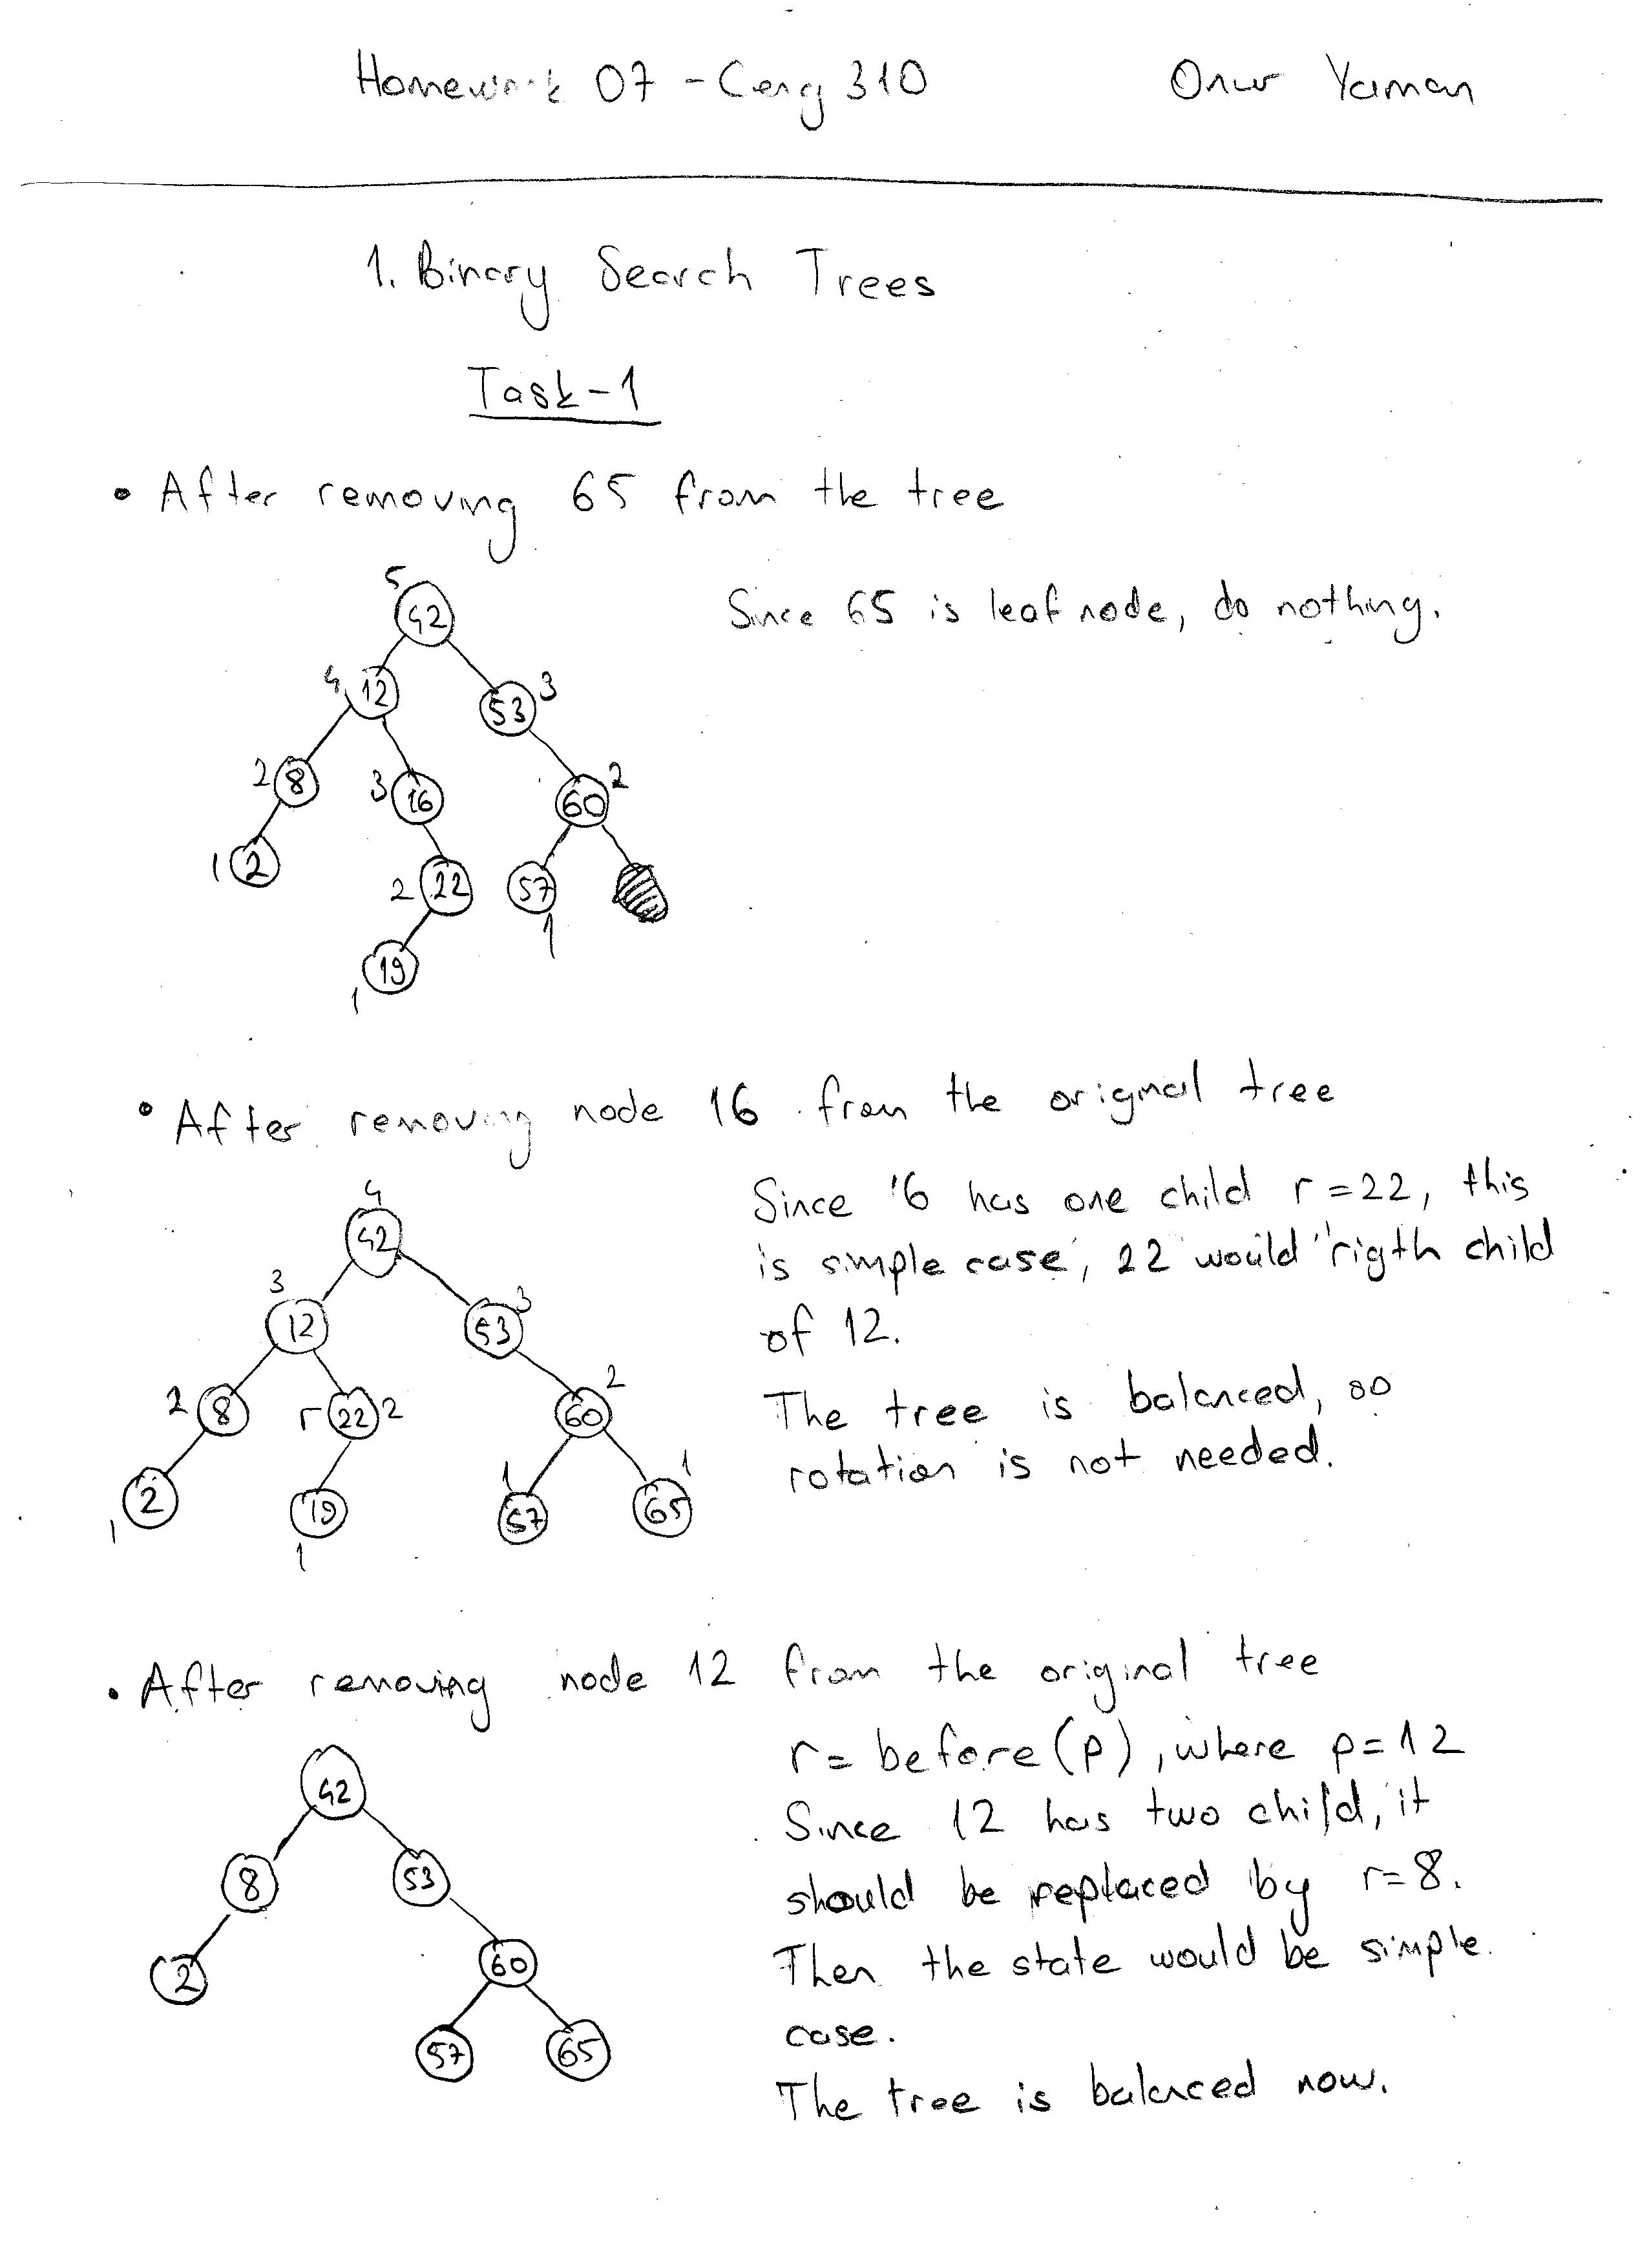 Homework 07 - Ceng 310 Onur Yaman
1. Binary Search Trees
Task-1
• After removing 65 from the tree
Since 65 is leaf node, do nothing.
5
42
4 12
53 3
2 8
3 16
60 2
1 2
2 22
57
1
19
1
• After removing node 16 from the original tree
Since 16 has one child r = 22, this
is simple case, 22 would rigth child
of 12.
The tree is balanced, so
rotation is not needed.
4
42
3
12
53 3
2 8
r 22 2
60 2
2
1
19
1
1
57
1
65
• After removing node 12 from the original tree
r = before(p), where p=12
Since 12 has two child, it
should be replaced by r=8.
Then the state would be simple
case.
The tree is balanced now.
42
8
53
2
60
57
65